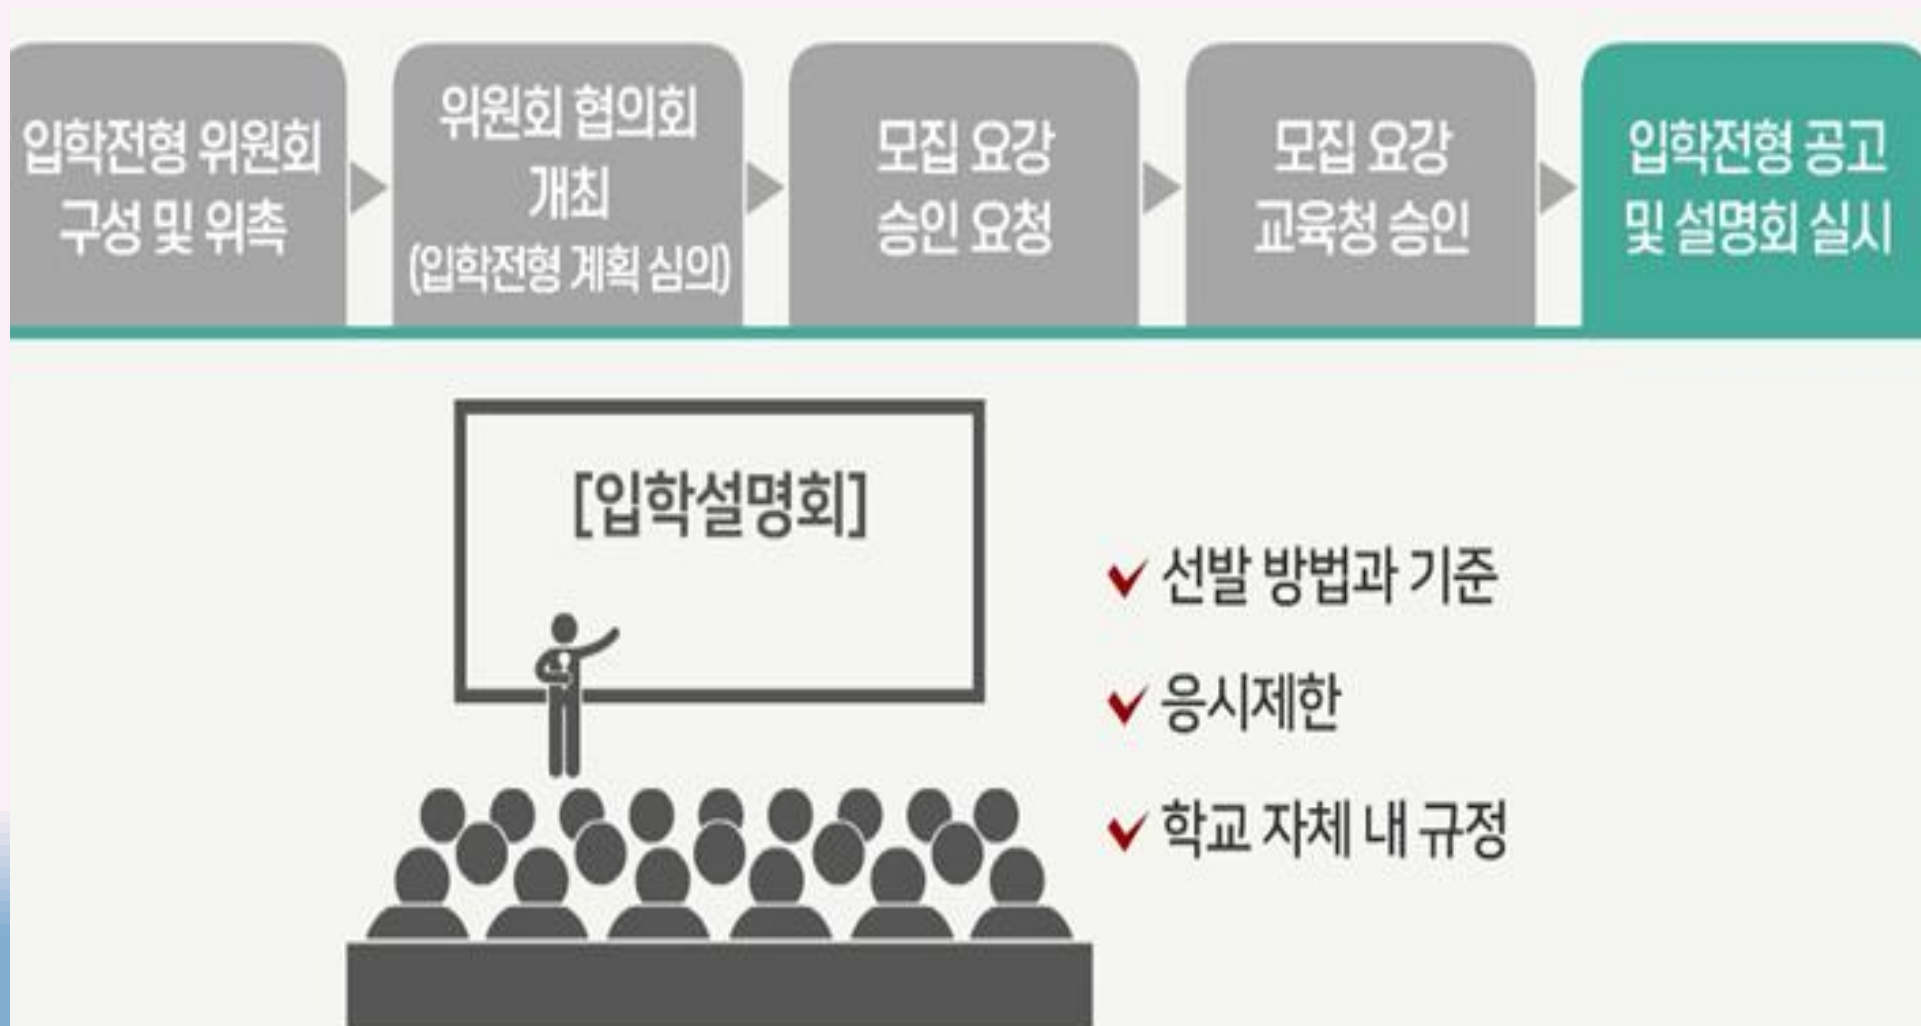 입학전형 위원회
구성 및 위촉
위원회 협의회
개최
(입학전형 계획 심의)
모집 요강
승인 요청
모집 요강
교육청 승인
입학전형 공고
및 설명회 실시
[입학설명회]
선발 방법과 기준
응시제한
학교 자체 내 규정